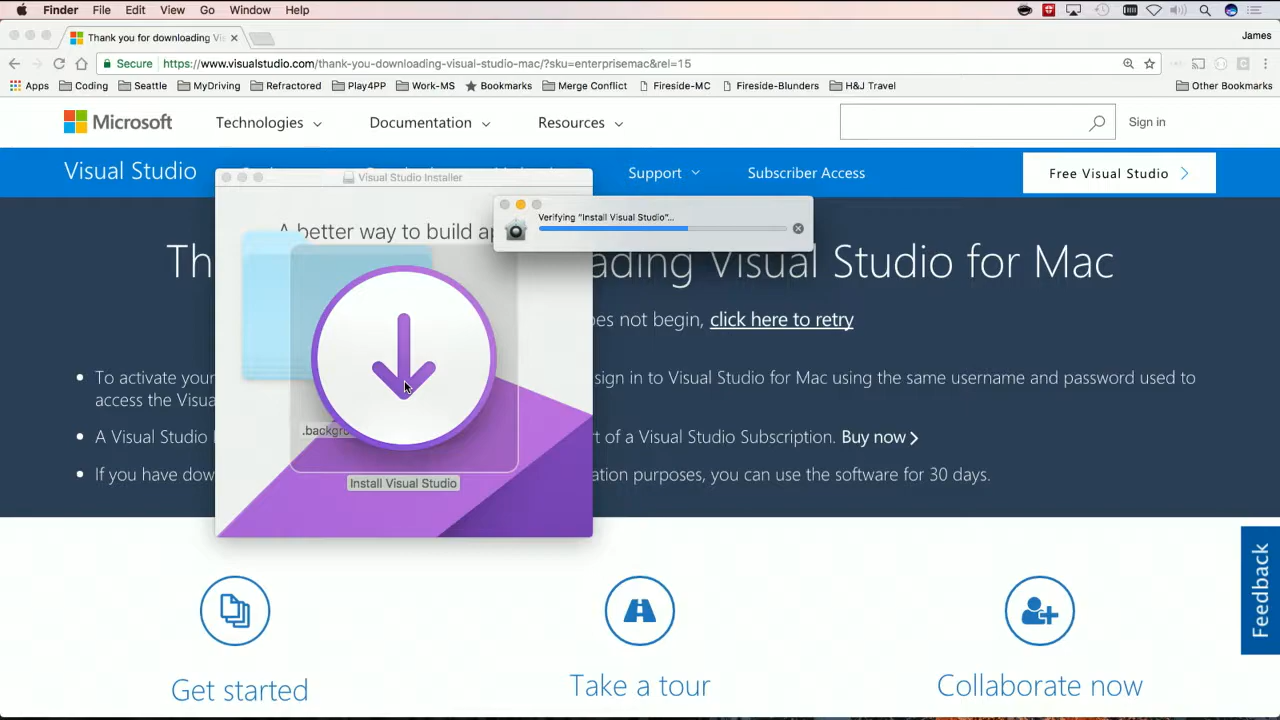 Finder File Edit View Go Window Help
Thank you for downloading Vis
James
Secure https://www.visualstudio.com/thank-you-downloading-visual-studio-mac/?sku=enterprisemac&rel=15
Apps Coding Seattle MyDriving Refractored Play4PP Work-MS Bookmarks Merge Conflict Fireside-MC Fireside-Blunders H&J Travel Other Bookmarks
Microsoft Technologies Documentation Resources Sign in
Visual Studio Support Subscriber Access Free Visual Studio
Visual Studio Installer
Verifying "Install Visual Studio"...
A better way to build ap
Th ading Visual Studio for Mac
es not begin, click here to retry
To activate your sign in to Visual Studio for Mac using the same username and password used to
access the Visua
.backgro
A Visual Studio rt of a Visual Studio Subscription. Buy now
If you have dow ation purposes, you can use the software for 30 days.
Install Visual Studio
Feedback
Get started
Take a tour
Collaborate now